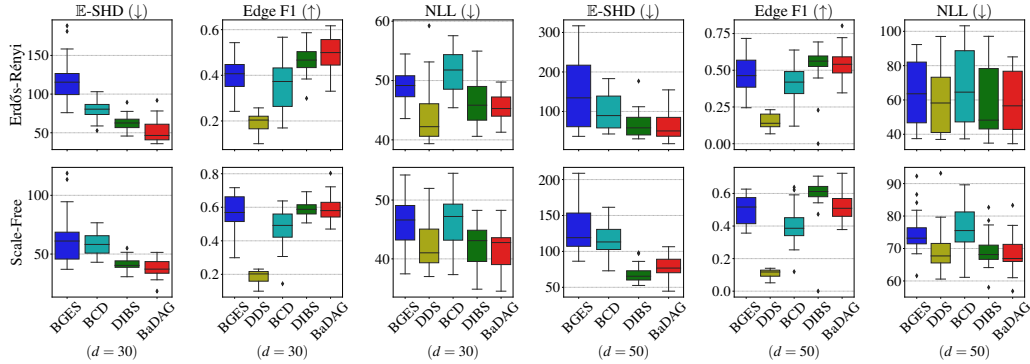 𝔼-SHD (↓) Edge F1 (↑) NLL (↓) 𝔼-SHD (↓) Edge F1 (↑) NLL (↓)
Erdős-Rényi
150 100 50
0.6 0.4 0.2
60 50 40
300 200 100 0
0.75 0.50 0.25 0.00
100 80 60 40
Scale-Free
100 50
0.8 0.6 0.4 0.2
50 40
200 150 100 50
0.6 0.4 0.2 0.0
90 80 70 60
BGES BCD DIBS BaDAG
BGES DDS BCD DIBS BaDAG
BGES DDS BCD DIBS BaDAG
BGES BCD DIBS BaDAG
BGES DDS BCD DIBS BaDAG
BGES DDS BCD DIBS BaDAG
(d = 30) (d = 30) (d = 30) (d = 50) (d = 50) (d = 50)